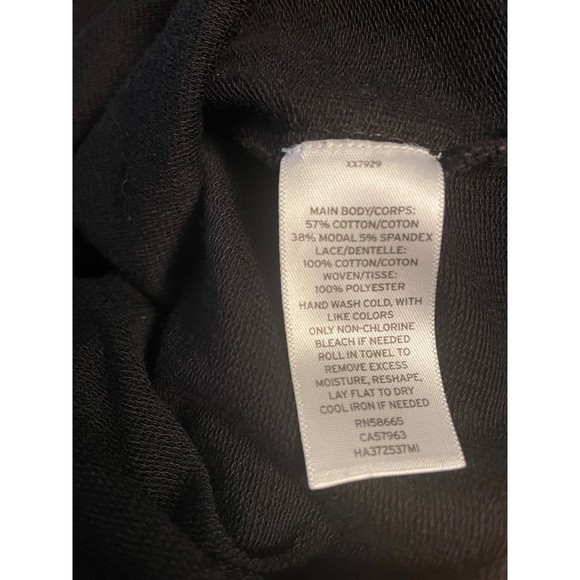 XX7929
MAIN BODY/CORPS:
57% COTTON/COTON
38% MODAL 5% SPANDEX
LACE/DENTELLE:
100% COTTON/COTON
WOVEN/TISSE:
100% POLYESTER
HAND WASH COLD, WITH
LIKE COLORS
ONLY NON-CHLORINE
BLEACH IF NEEDED
ROLL IN TOWEL TO
REMOVE EXCESS
MOISTURE, RESHAPE,
LAY FLAT TO DRY
COOL IRON IF NEEDED
RN58665
CA57963
HA372537MI